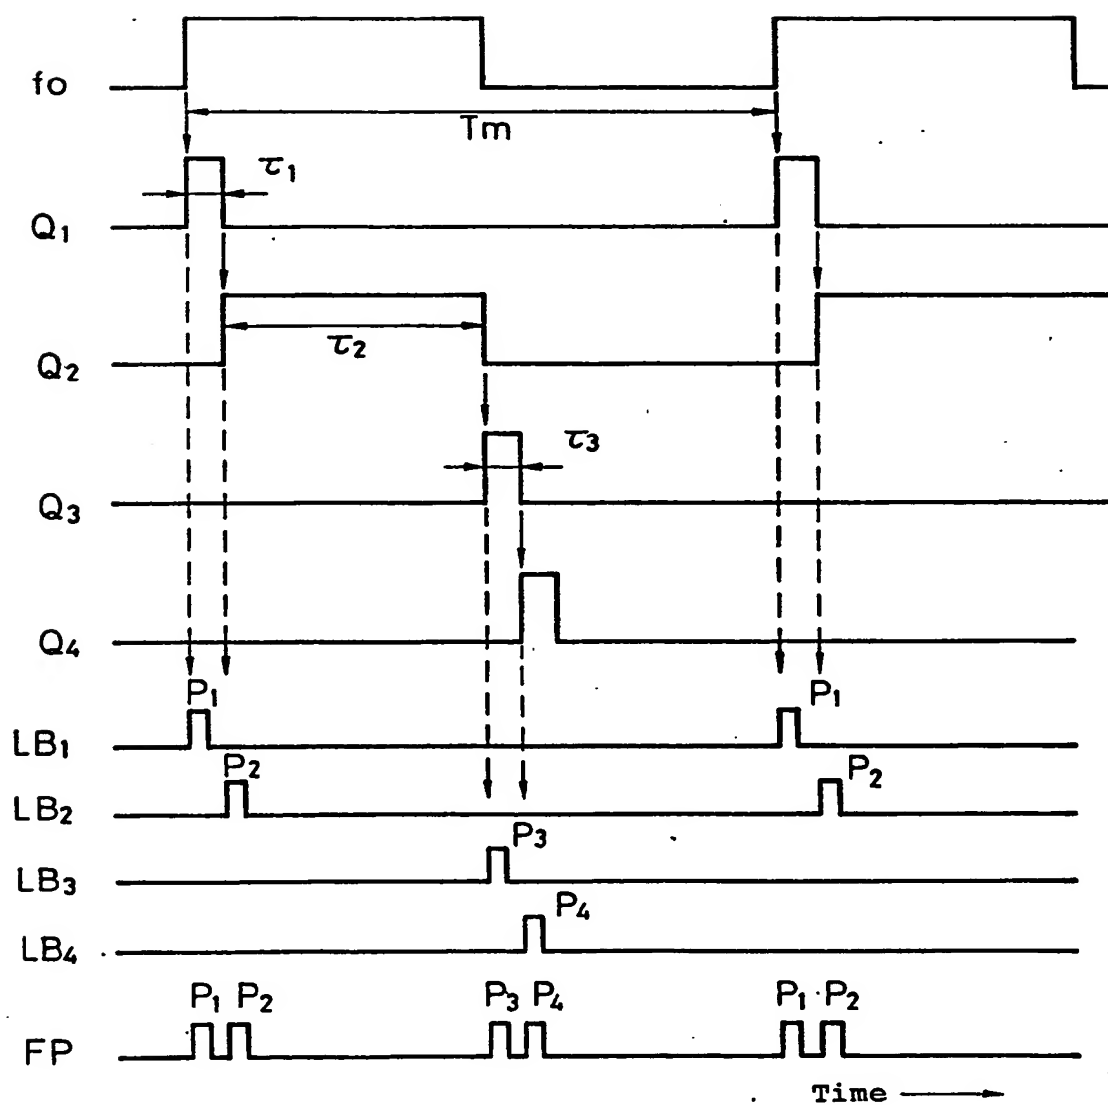 fo
Tm
τ1
Q1
τ2
Q2
τ3
Q3
Q4
P1 P1
LB1
P2 P2
LB2
P3
LB3
P4
LB4
P1 P2 P3 P4 P1 P2
FP
Time